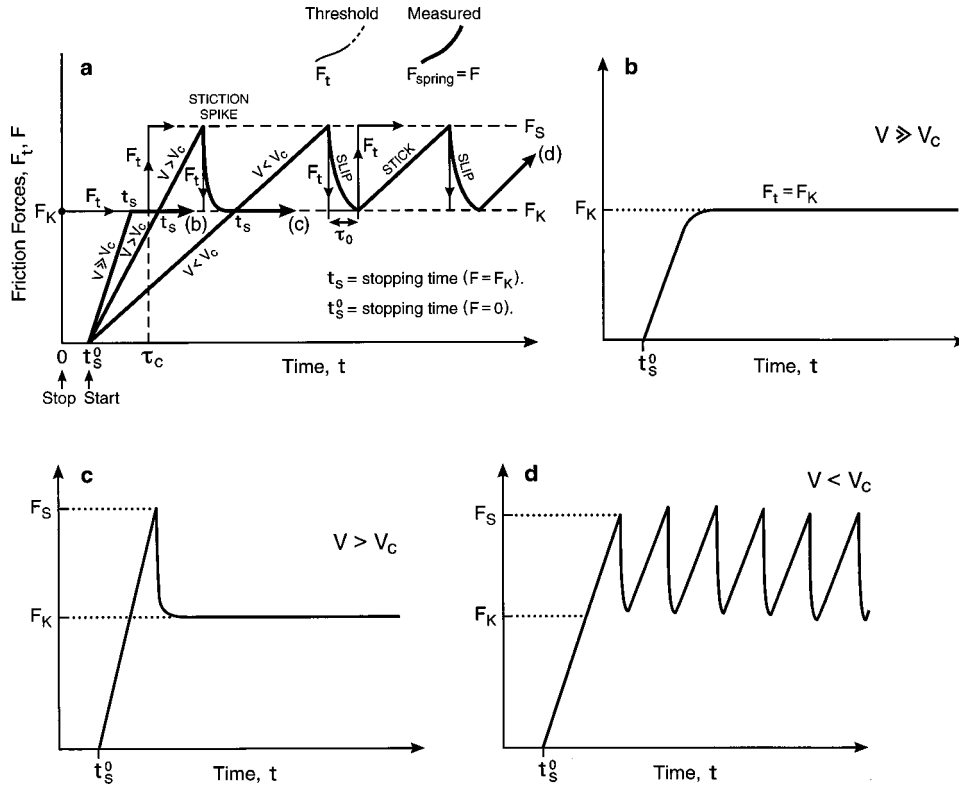 Threshold Measured
F_t F_spring = F
a
STICTION
SPIKE
F_S
F_t V > V_C F_t V < V_C F_t SLIP F_t STICK SLIP (d)
F_K F_t t_s t_s (b) t_s (c) F_K
V ≫ V_C V > V_C V < V_C τ_0
t_s = stopping time (F = F_K).
t_S^0 = stopping time (F = 0).
Friction Forces, F_t, F
0 t_S^0 τ_C Time, t
Stop Start
b
V ≫ V_C
F_t = F_K
F_K
t_S^0 Time, t
c
F_S
V > V_C
F_K
t_S^0 Time, t
d
V < V_C
F_S
F_K
t_S^0 Time, t